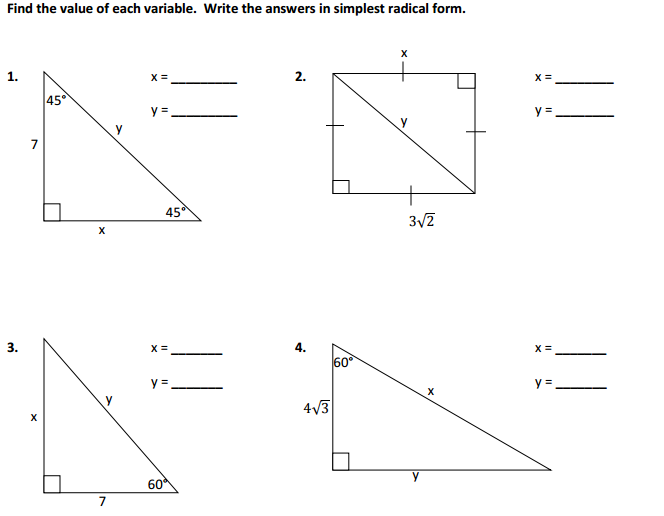 Find the value of each variable. Write the answers in simplest radical form.
1.
45°
7
y
45°
x
x = ________
y = ________
2.
x
y
3√2
x = ________
y = ________
3.
x
y
60°
7
x = ________
y = ________
4.
60°
4√3
x
y
x = ________
y = ________